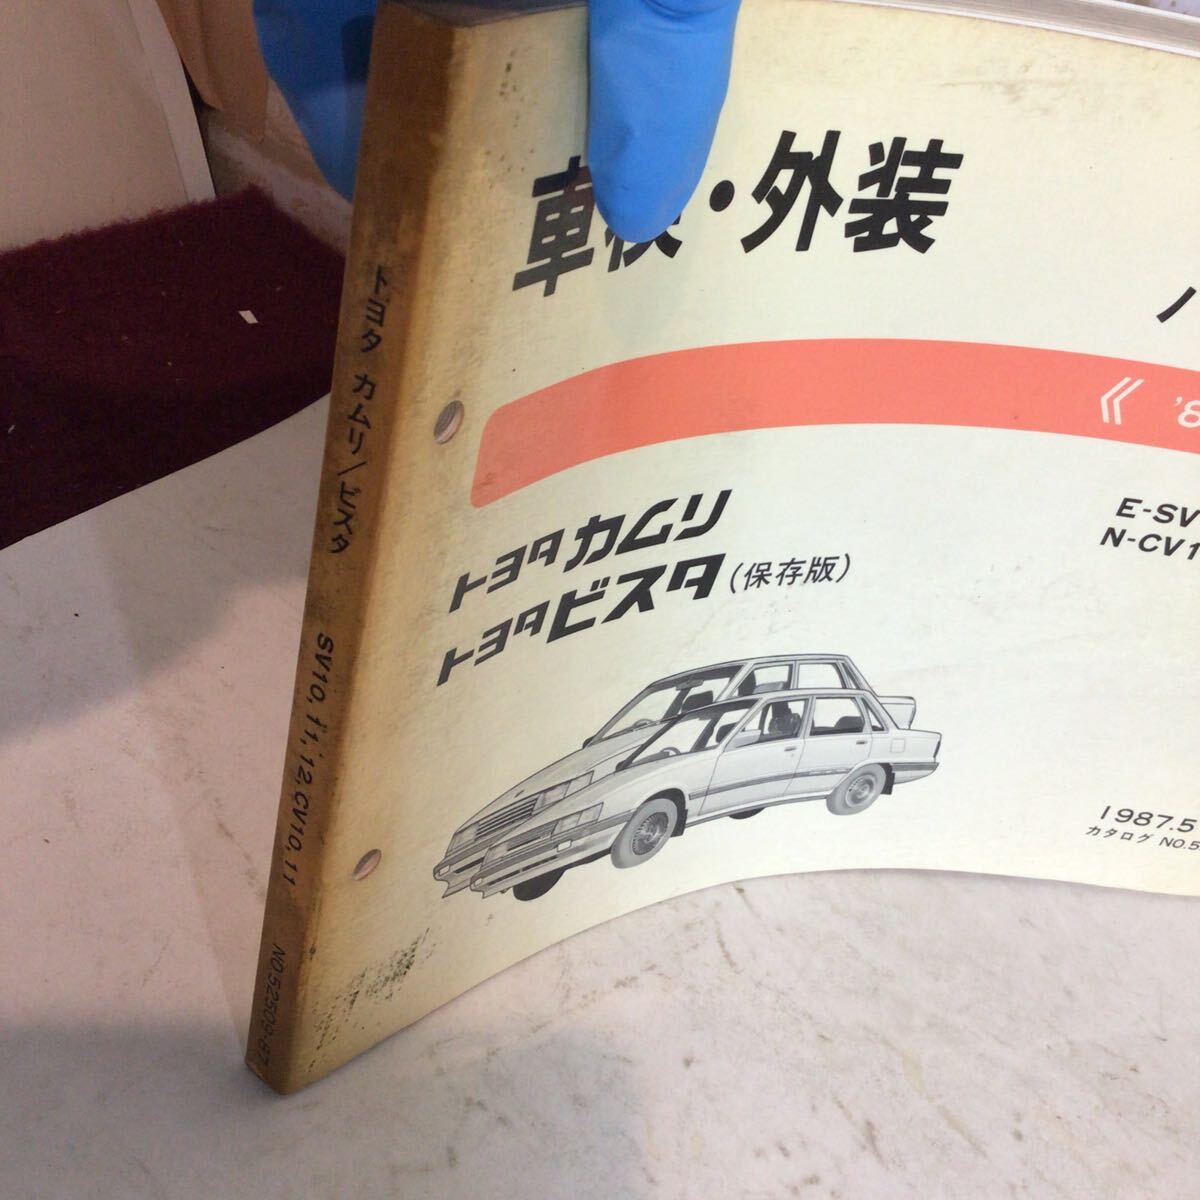 車検・外装
《 '8
トヨタカムリ
トヨタビスタ(保存版)
E-SV
N-CV1
1987.5
カタログ NO.5
トヨタ カムリ/ビスタ SV10,11,12,CV10,11 NO.52509-87